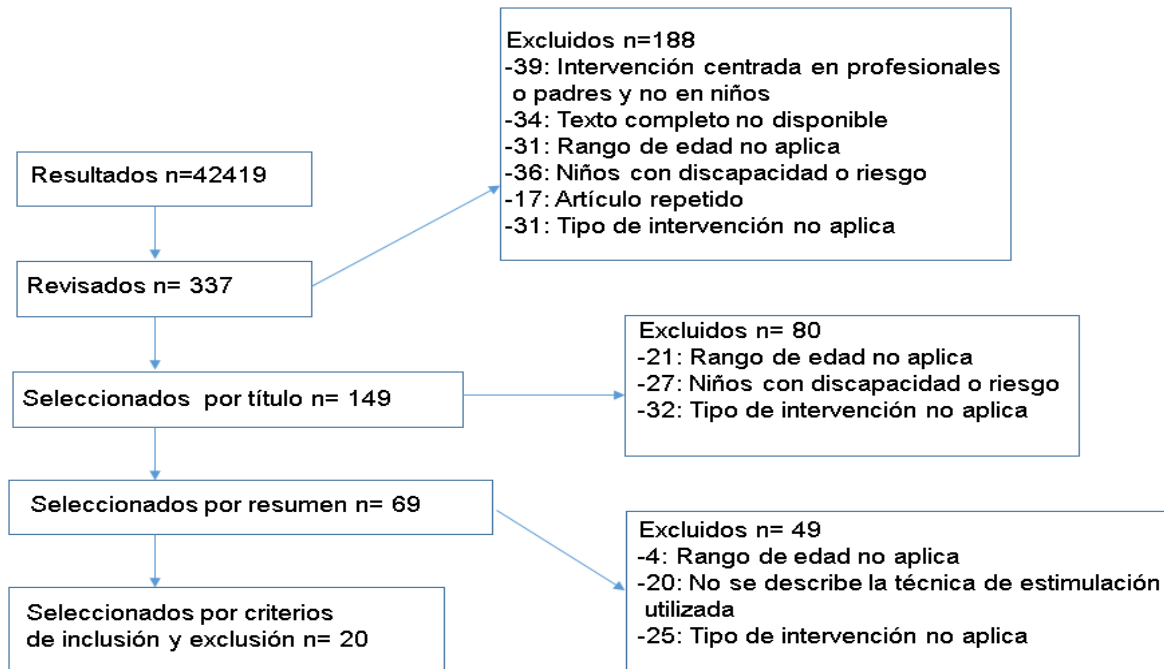 Resultados n=42419
Excluidos n=188
-39: Intervención centrada en profesionales
o padres y no en niños
-34: Texto completo no disponible
-31: Rango de edad no aplica
-36: Niños con discapacidad o riesgo
-17: Artículo repetido
-31: Tipo de intervención no aplica
Revisados n= 337
Seleccionados por título n= 149
Excluidos n= 80
-21: Rango de edad no aplica
-27: Niños con discapacidad o riesgo
-32: Tipo de intervención no aplica
Seleccionados por resumen n= 69
Excluidos n= 49
-4: Rango de edad no aplica
-20: No se describe la técnica de estimulación
utilizada
-25: Tipo de intervención no aplica
Seleccionados por criterios
de inclusión y exclusión n= 20